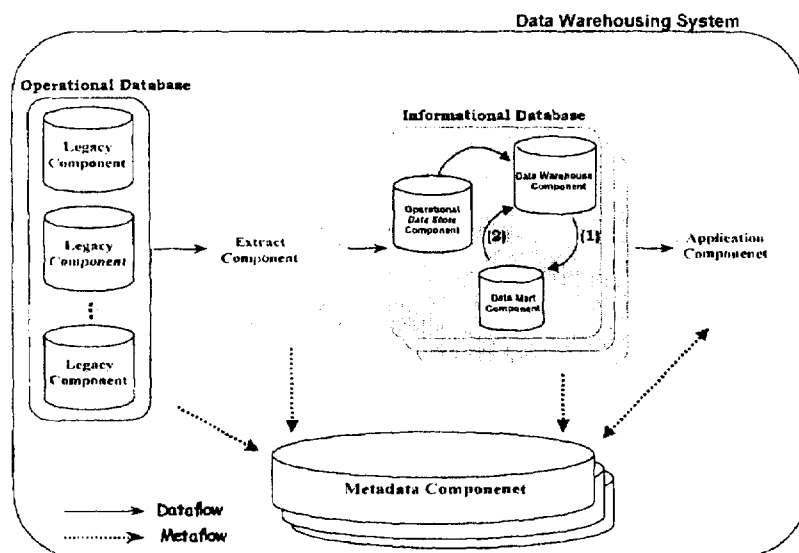 Data Warehousing System
Operational Database
Legacy
Component
Legacy
Component
Legacy
Component
Extract
Component
Informational Database
Operational
Data Store
Component
Data Warehouse
Component
(2)
(1)
Data Mart
Component
Application
Componenet
Metadata Componenet
Dataflow
Metaflow